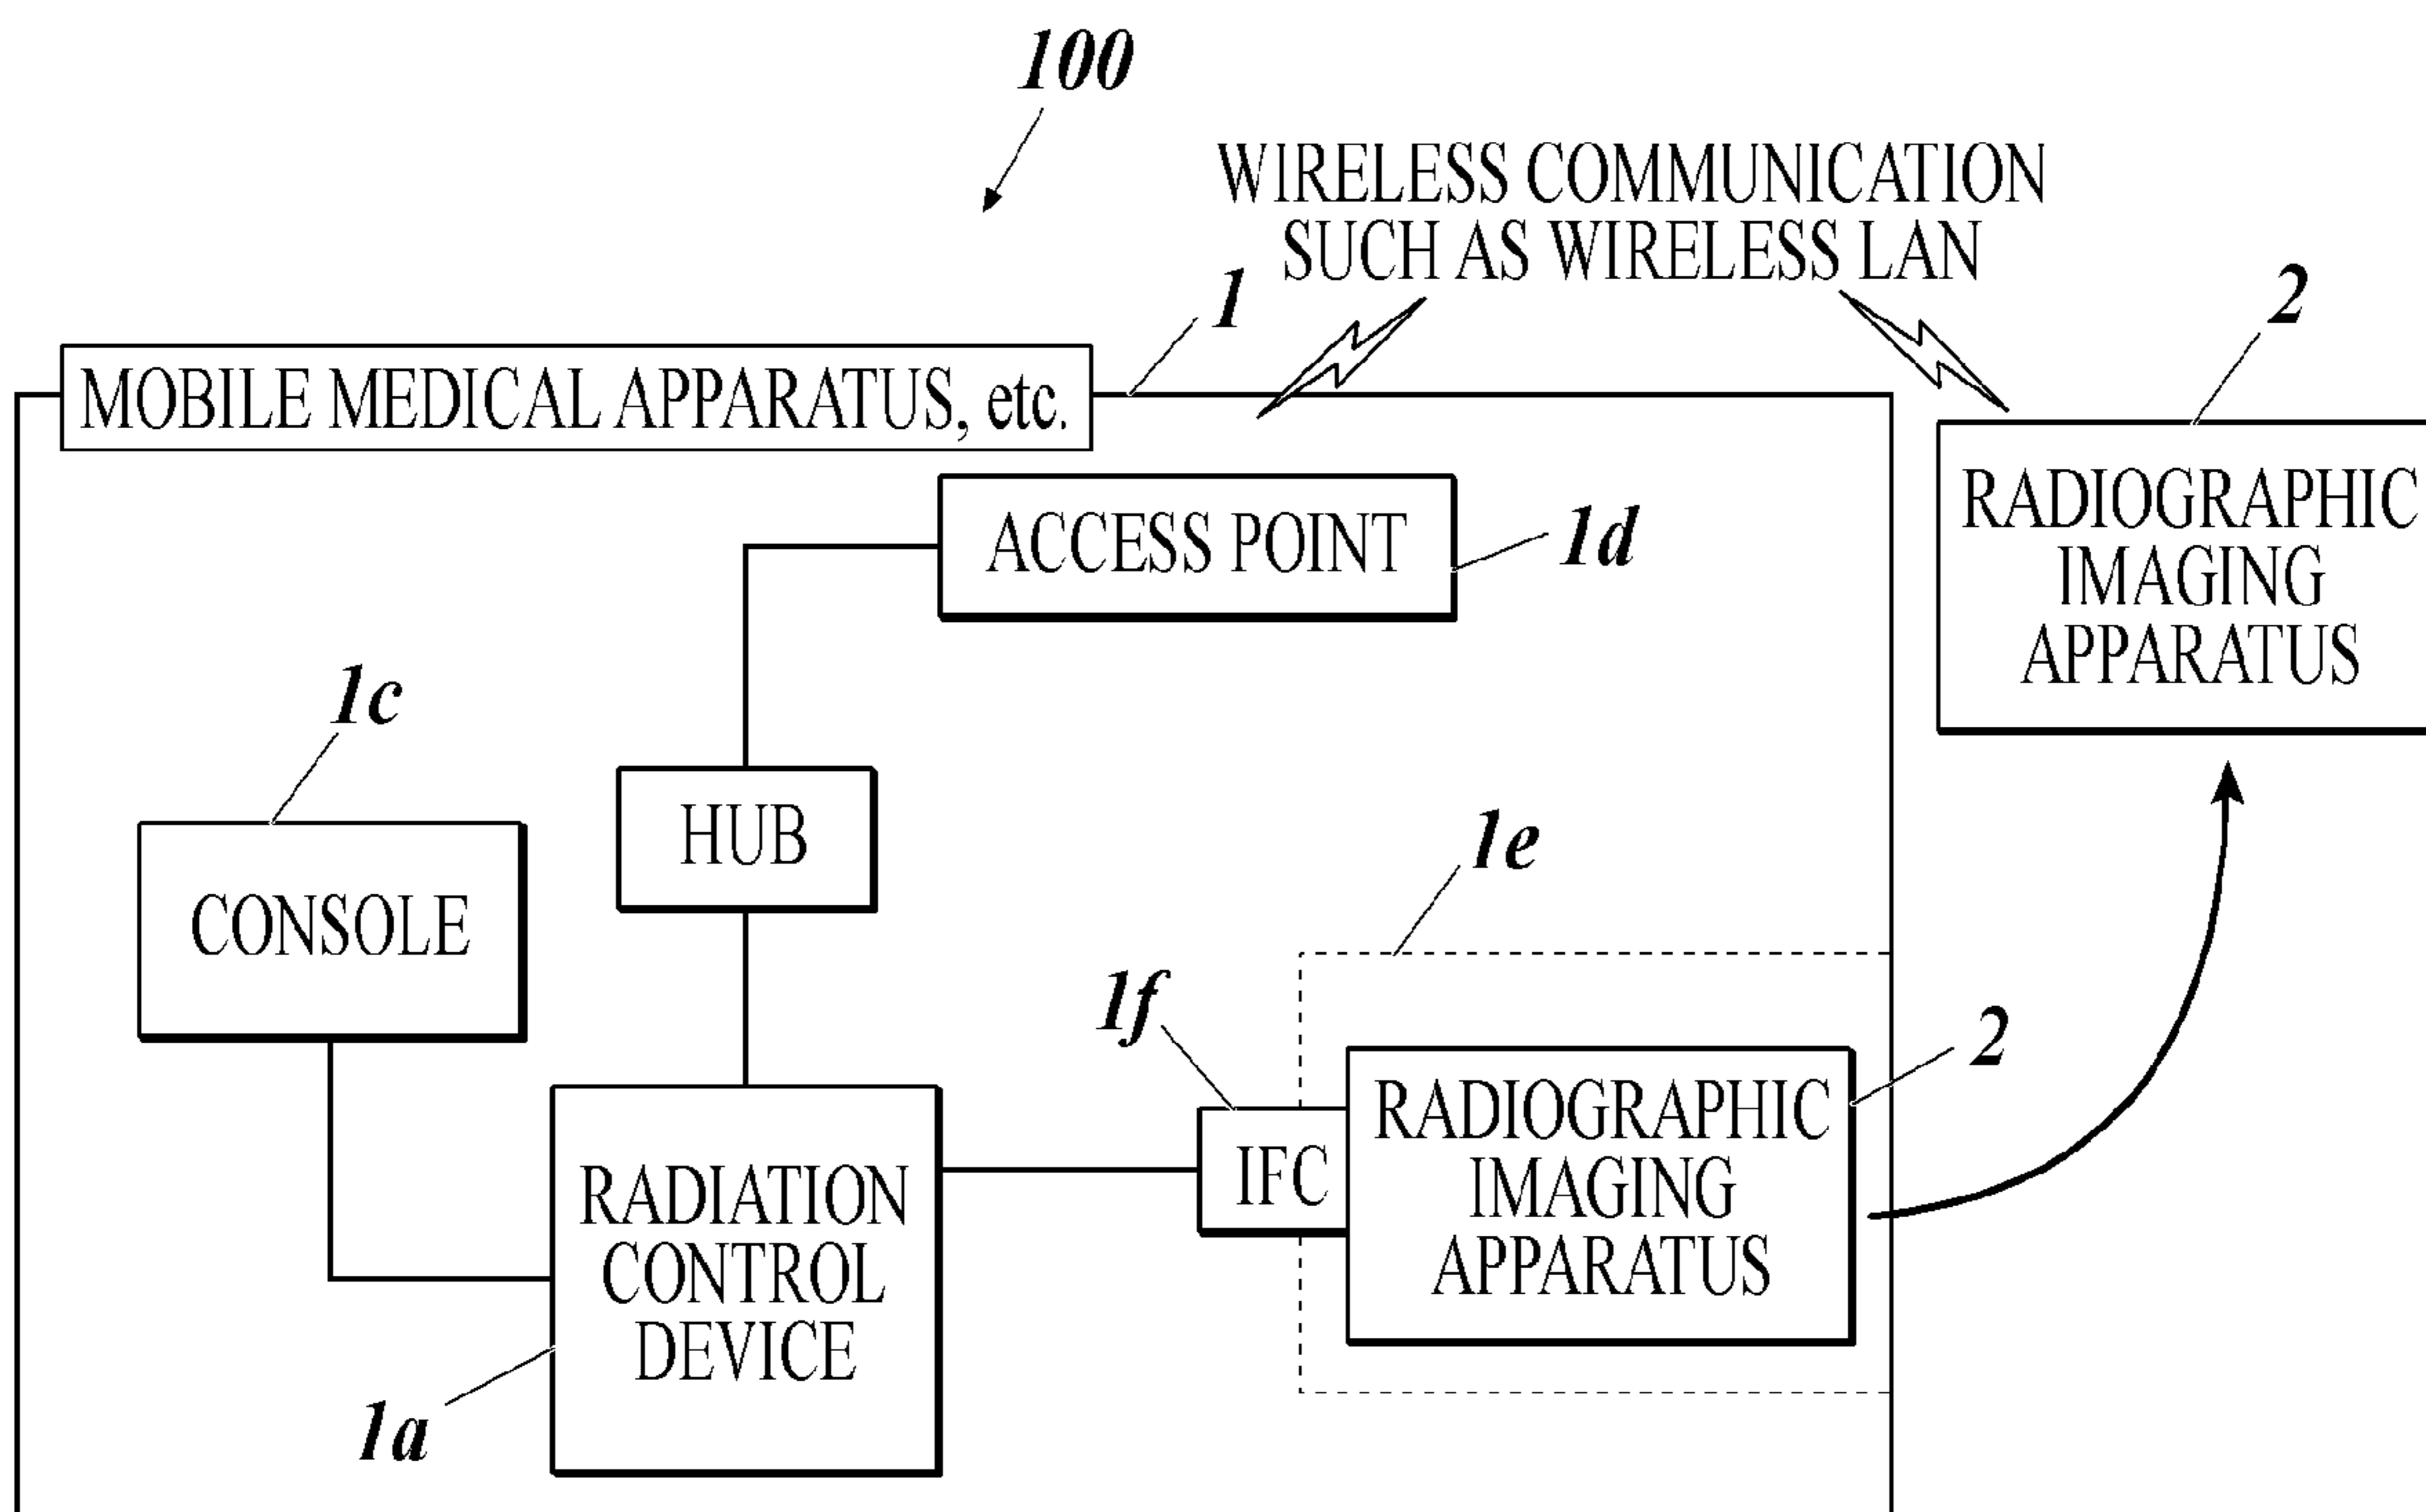 100
WIRELESS COMMUNICATION
SUCH AS WIRELESS LAN
1
2
MOBILE MEDICAL APPARATUS, etc.
RADIOGRAPHIC
IMAGING
APPARATUS
ACCESS POINT
1d
1c
HUB
1e
CONSOLE
1f
2
IFC
RADIOGRAPHIC
IMAGING
APPARATUS
RADIATION
CONTROL
DEVICE
1a